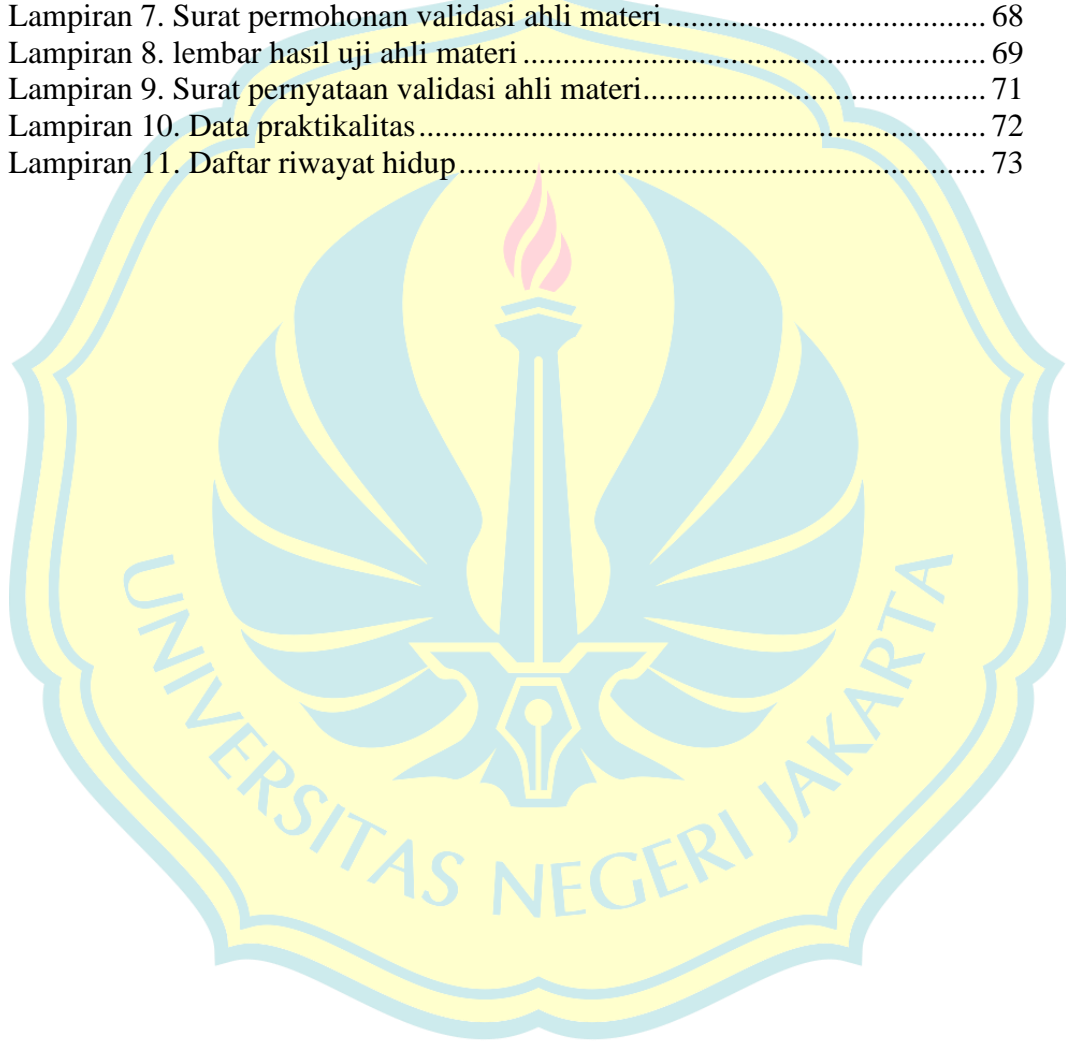 Lampiran 7. Surat permohonan validasi ahli materi ........................................ 68
Lampiran 8. lembar hasil uji ahli materi .......................................................... 69
Lampiran 9. Surat pernyataan validasi ahli materi ........................................... 71
Lampiran 10. Data praktikalitas ....................................................................... 72
Lampiran 11. Daftar riwayat hidup .................................................................. 73
UNIVERSITAS NEGERI JAKARTA